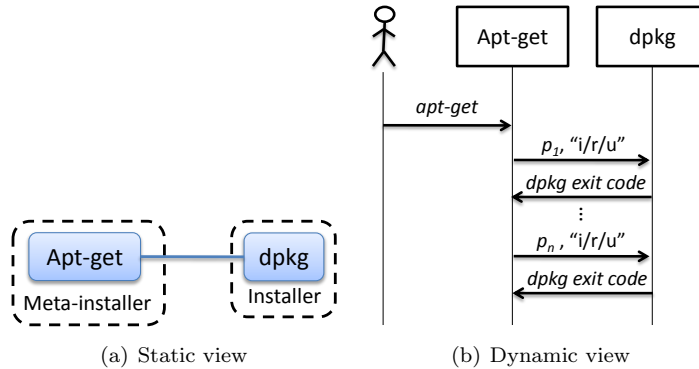 Apt-get
dpkg
Meta-installer
Installer
(a) Static view
Apt-get
dpkg
apt-get
p1, “i/r/u”
dpkg exit code
...
pn , “i/r/u”
dpkg exit code
(b) Dynamic view